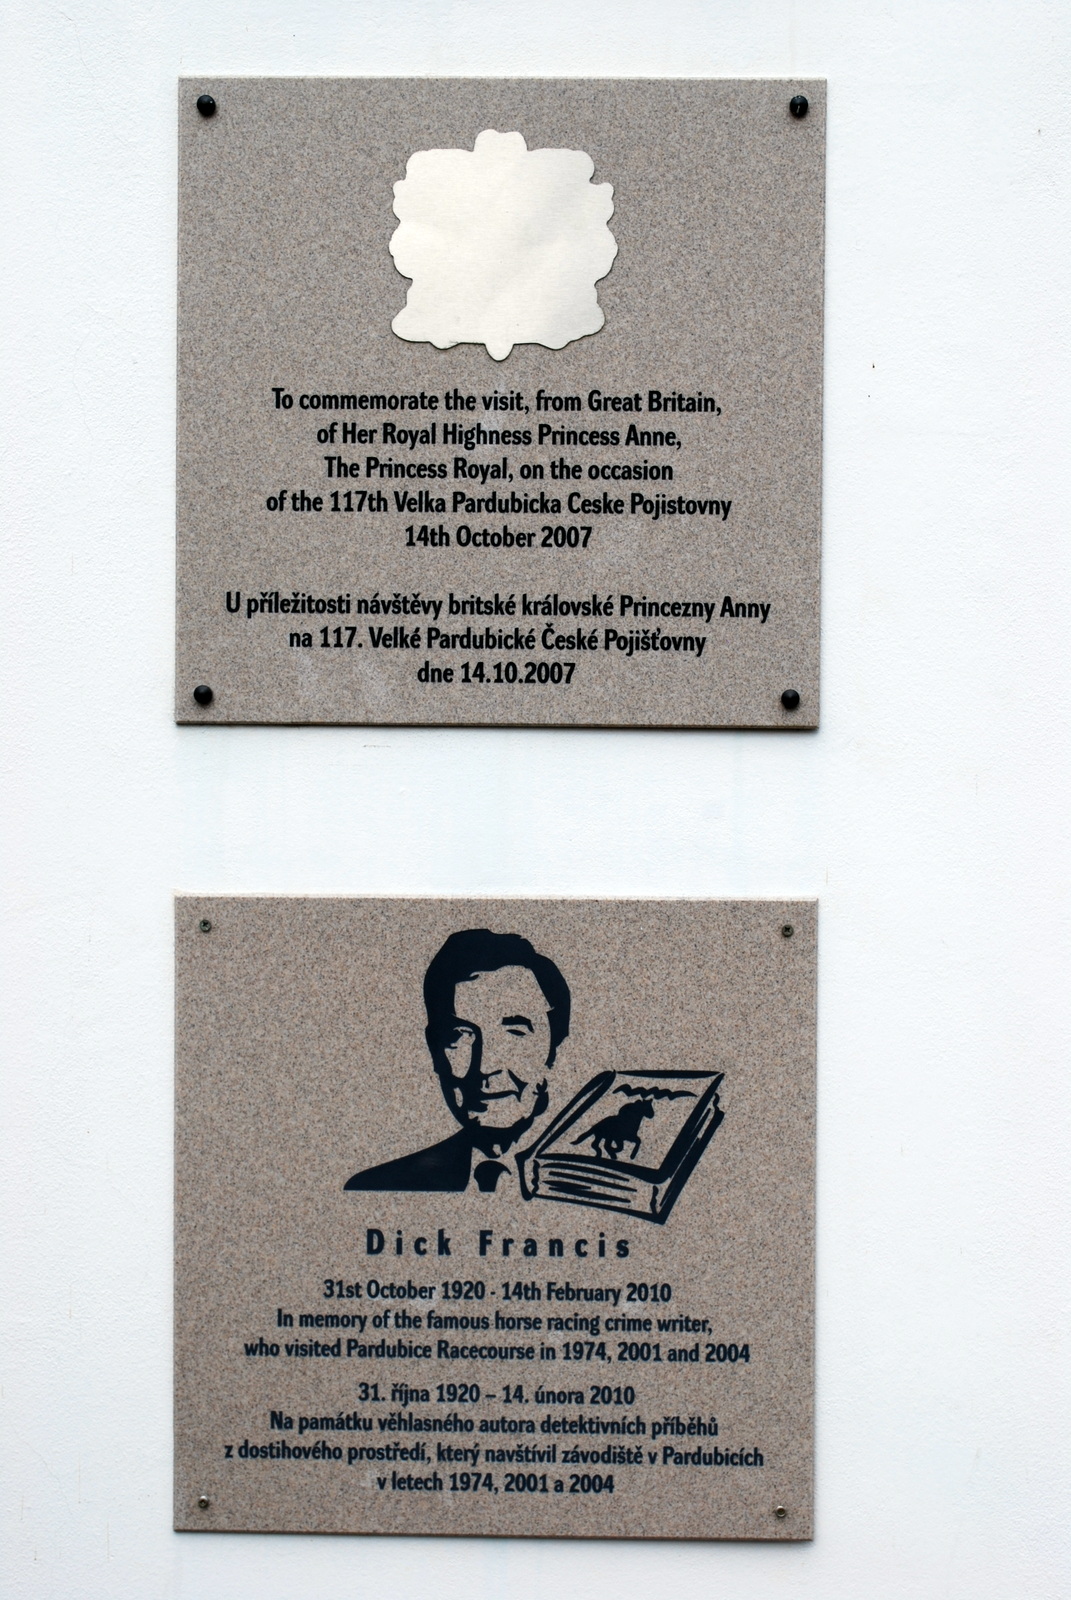 To commemorate the visit, from Great Britain,
of Her Royal Highness Princess Anne,
The Princess Royal, on the occasion
of the 117th Velka Pardubicka Ceske Pojistovny
14th October 2007
U příležitosti návštěvy britské královské Princezny Anny
na 117. Velké Pardubické České Pojišťovny
dne 14.10.2007
Dick Francis
31st October 1920 - 14th February 2010
In memory of the famous horse racing crime writer,
who visited Pardubice Racecourse in 1974, 2001 and 2004
31. října 1920 – 14. února 2010
Na památku věhlasného autora detektivních příběhů
z dostihového prostředí, který navštívil závodiště v Pardubicích
v letech 1974, 2001 a 2004